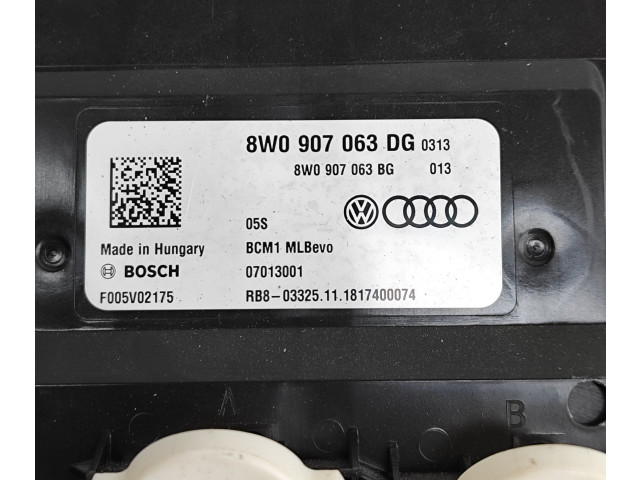 8W0 907 063 DG 0313
8W0 907 063 BG 013
05S
Made in Hungary BCM1 MLBevo
BOSCH 07013001
F005V02175 RB8-03325.11.1817400074
A B